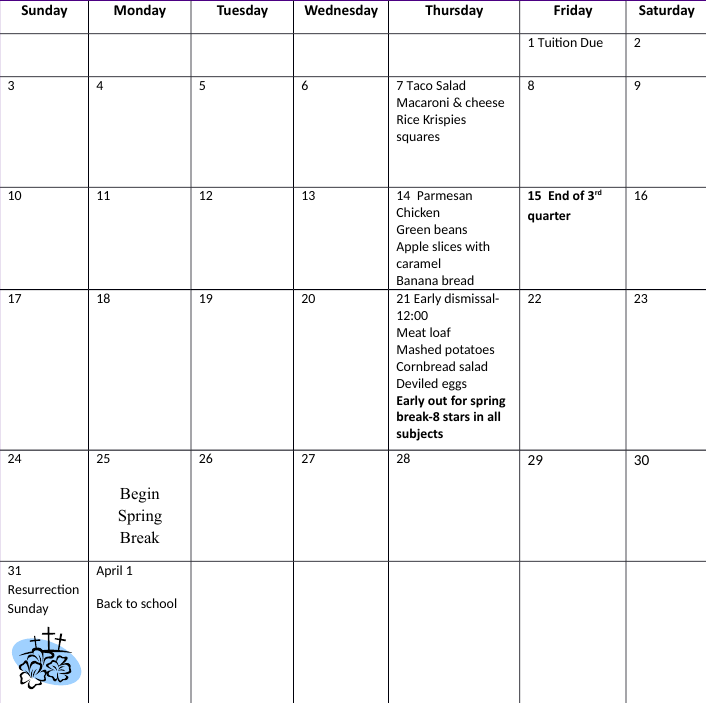 Sunday Monday Tuesday Wednesday Thursday Friday Saturday
1 Tuition Due
2
3
4
5
6
7 Taco Salad
Macaroni & cheese
Rice Krispies
squares
8
9
10
11
12
13
14 Parmesan
Chicken
Green beans
Apple slices with
caramel
Banana bread
15 End of 3rd
quarter
16
17
18
19
20
21 Early dismissal-
12:00
Meat loaf
Mashed potatoes
Cornbread salad
Deviled eggs
Early out for spring
break-8 stars in all
subjects
22
23
24
25
Begin
Spring
Break
26
27
28
29
30
31
Resurrection
Sunday
April 1
Back to school